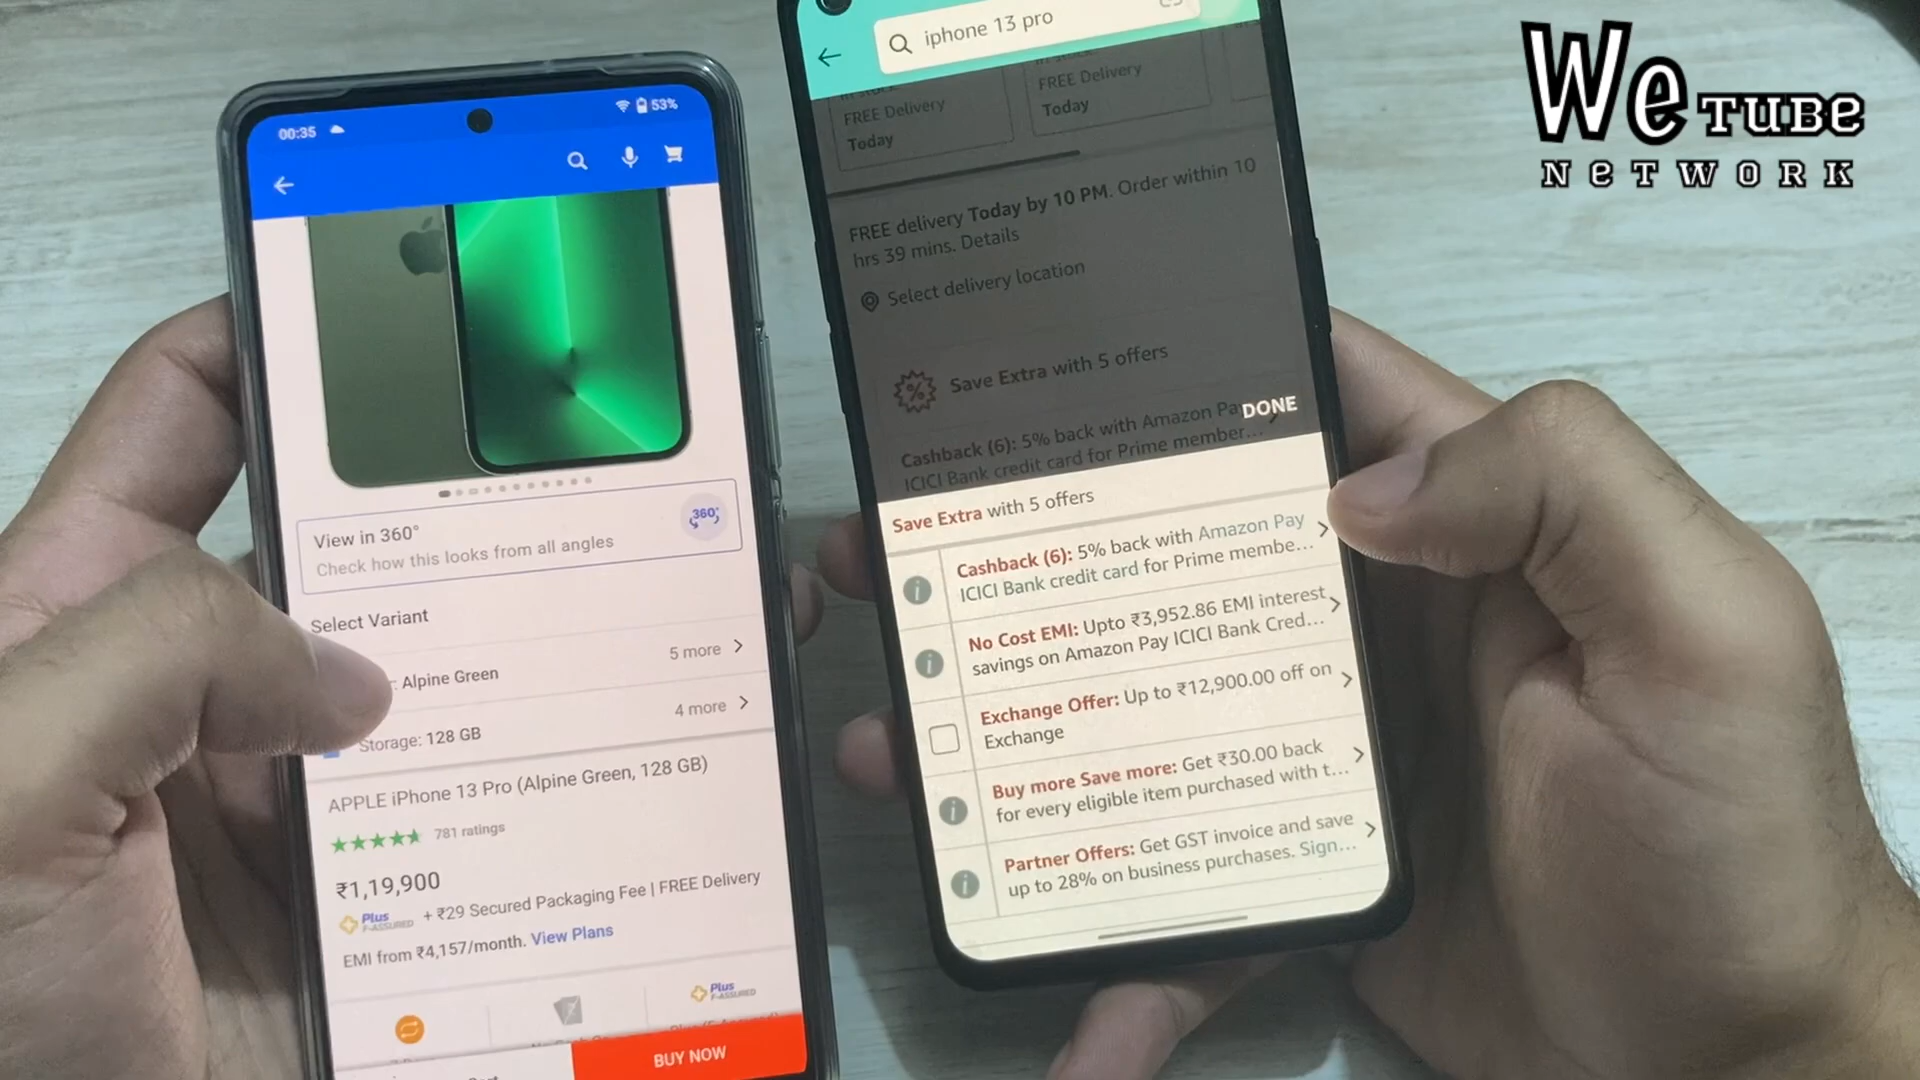 We TUBE
NETWORK
00:35
53%
View in 360°
360°
Check how this looks from all angles
Select Variant
: Alpine Green
5 more
Storage: 128 GB
4 more
APPLE iPhone 13 Pro (Alpine Green, 128 GB)
781 ratings
₹1,19,900
Plus
F-ASSURED
+ ₹29 Secured Packaging Fee | FREE Delivery
EMI from ₹4,157/month. View Plans
Plus
F-ASSURED
BUY NOW
iphone 13 pro
FREE Delivery
Today
FREE Delivery
Today
FREE delivery Today by 10 PM. Order within 10
hrs 39 mins. Details
Select delivery location
Save Extra with 5 offers
Cashback (6): 5% back with Amazon Pa
ICICI Bank credit card for Prime member...
DONE
Save Extra with 5 offers
Cashback (6): 5% back with Amazon Pay
ICICI Bank credit card for Prime membe...
No Cost EMI: Upto ₹3,952.86 EMI interest
savings on Amazon Pay ICICI Bank Cred...
Exchange Offer: Up to ₹12,900.00 off on
Exchange
Buy more Save more: Get ₹30.00 back
for every eligible item purchased with t...
Partner Offers: Get GST invoice and save
up to 28% on business purchases. Sign...